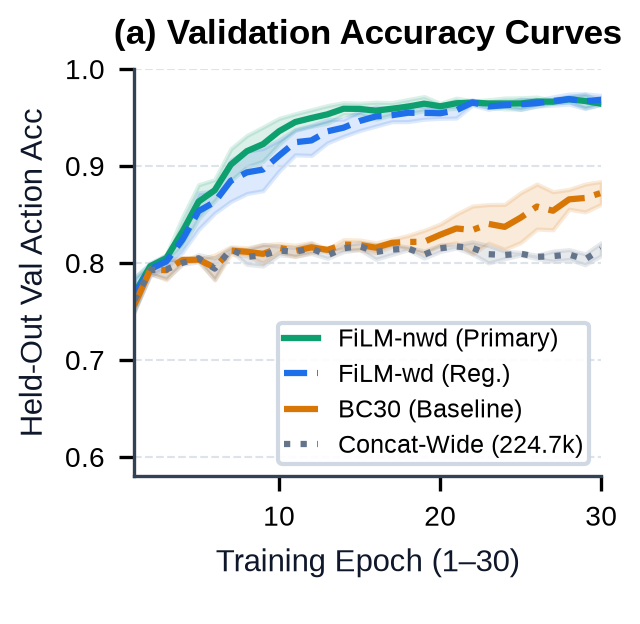 (a) Validation Accuracy Curves
1.0
0.9
0.8
0.7
0.6
Held-Out Val Action Acc
FiLM-nwd (Primary)
FiLM-wd (Reg.)
BC30 (Baseline)
Concat-Wide (224.7k)
10
20
30
Training Epoch (1–30)